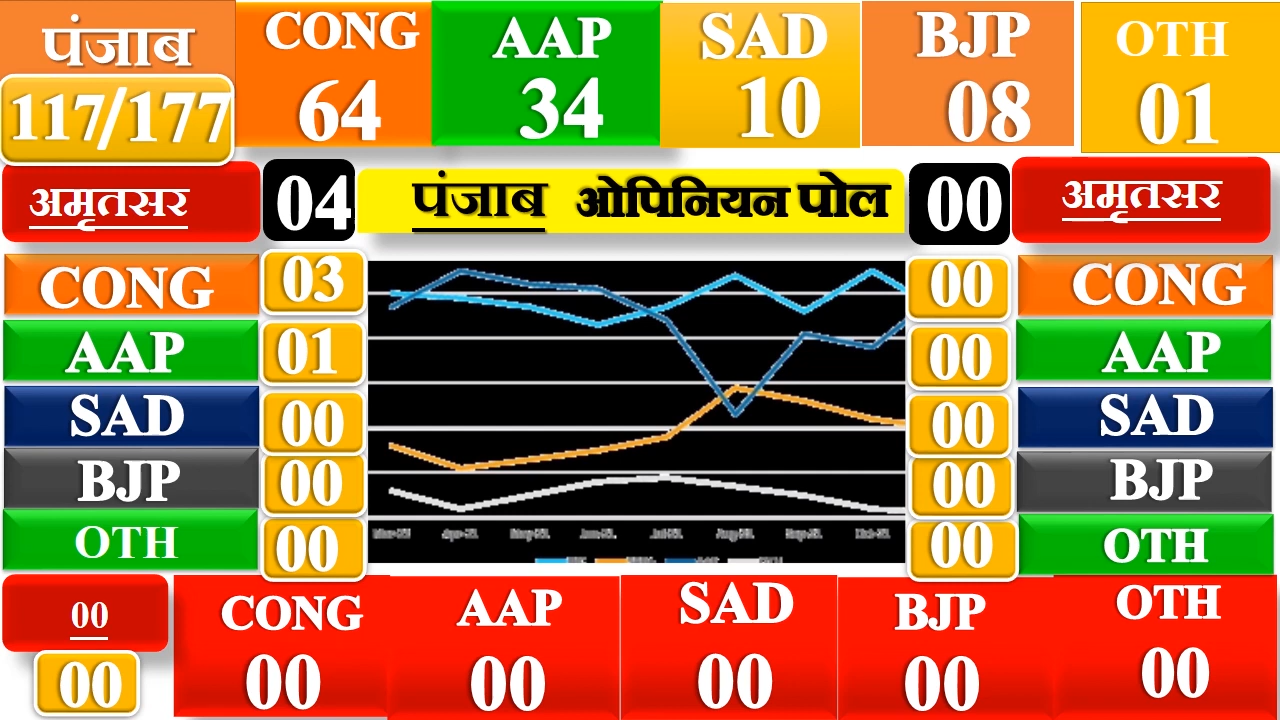 पंजाब CONG AAP SAD BJP OTH
117/177 64 34 10 08 01
अमृतसर 04 पंजाब ओपिनियन पोल 00 अमृतसर
CONG 03 00 CONG
AAP 01 00 AAP
SAD 00 00 SAD
BJP 00 00 BJP
OTH 00 00 OTH
00 CONG AAP SAD BJP OTH
00 00 00 00 00 00